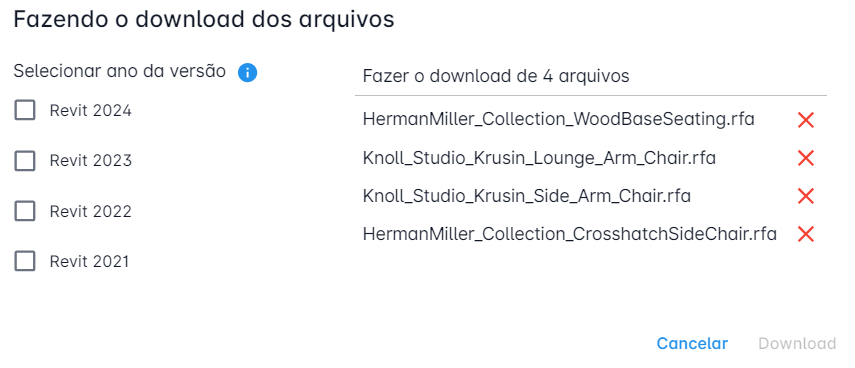 Fazendo o download dos arquivos
Selecionar ano da versão
Revit 2024
Revit 2023
Revit 2022
Revit 2021
Fazer o download de 4 arquivos
HermanMiller_Collection_WoodBaseSeating.rfa
Knoll_Studio_Krusin_Lounge_Arm_Chair.rfa
Knoll_Studio_Krusin_Side_Arm_Chair.rfa
HermanMiller_Collection_CrosshatchSideChair.rfa
Cancelar Download